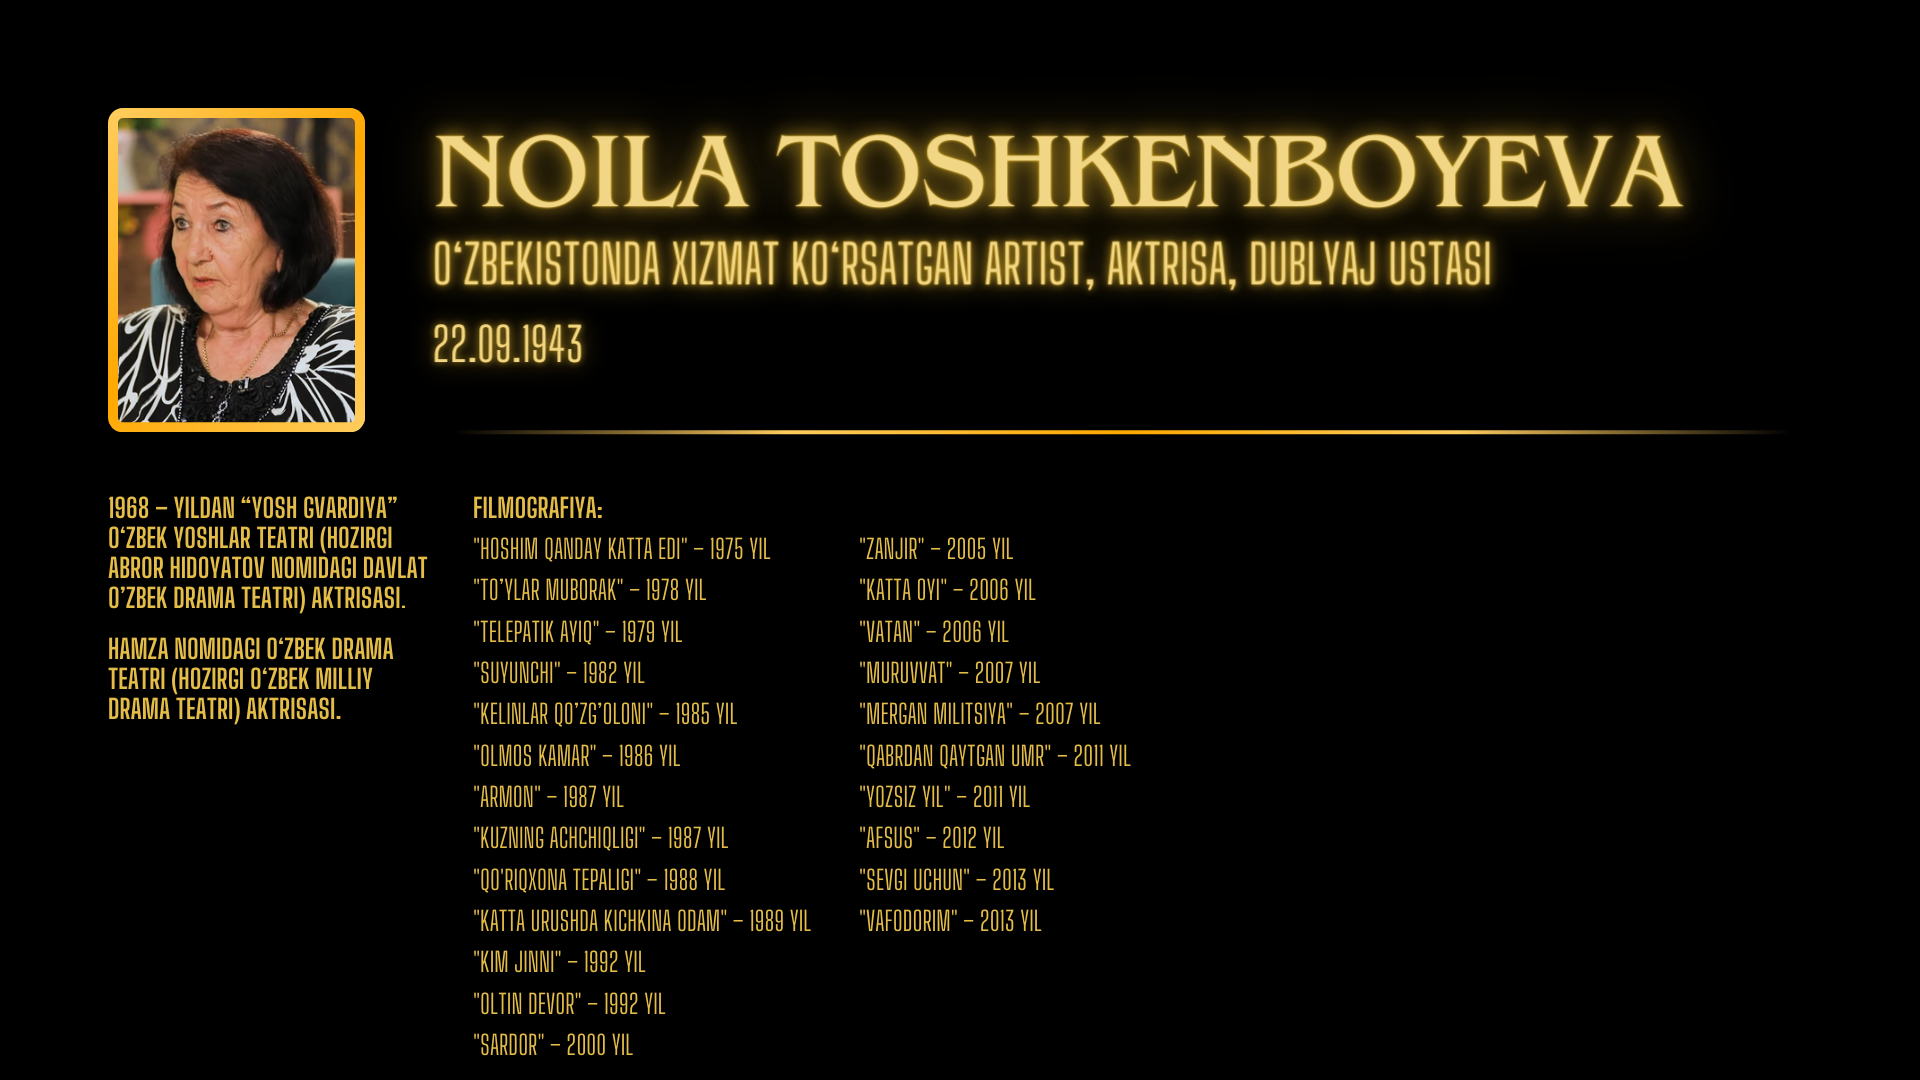 NOILA TOSHKENBOYEVA
O‘ZBEKISTONDA XIZMAT KO‘RSATGAN ARTIST, AKTRISA, DUBLYAJ USTASI
22.09.1943
1968 – YILDAN “YOSH GVARDIYA”
O‘ZBEK YOSHLAR TEATRI (HOZIRGI
ABROR HIDOYATOV NOMIDAGI DAVLAT
O’ZBEK DRAMA TEATRI) AKTRISASI.
HAMZA NOMIDAGI O‘ZBEK DRAMA
TEATRI (HOZIRGI O‘ZBEK MILLIY
DRAMA TEATRI) AKTRISASI.
FILMOGRAFIYA:
"HOSHIM QANDAY KATTA EDI" – 1975 YIL
"TO’YLAR MUBORAK" – 1978 YIL
"TELEPATIK AYIQ" – 1979 YIL
"SUYUNCHI" – 1982 YIL
"KELINLAR QO’ZG’OLONI" – 1985 YIL
"OLMOS KAMAR" – 1986 YIL
"ARMON" – 1987 YIL
"KUZNING ACHCHIQLIGI" – 1987 YIL
"QO'RIQXONA TEPALIGI" – 1988 YIL
"KATTA URUSHDA KICHKINA ODAM" – 1989 YIL
"KIM JINNI" – 1992 YIL
"OLTIN DEVOR" – 1992 YIL
"SARDOR" – 2000 YIL
"ZANJIR" – 2005 YIL
"KATTA OYI" – 2006 YIL
"VATAN" – 2006 YIL
"MURUVVAT" – 2007 YIL
"MERGAN MILITSIYA" – 2007 YIL
"QABRDAN QAYTGAN UMR" – 2011 YIL
"YOZSIZ YIL" – 2011 YIL
"AFSUS" – 2012 YIL
"SEVGI UCHUN" – 2013 YIL
"VAFODORIM" – 2013 YIL